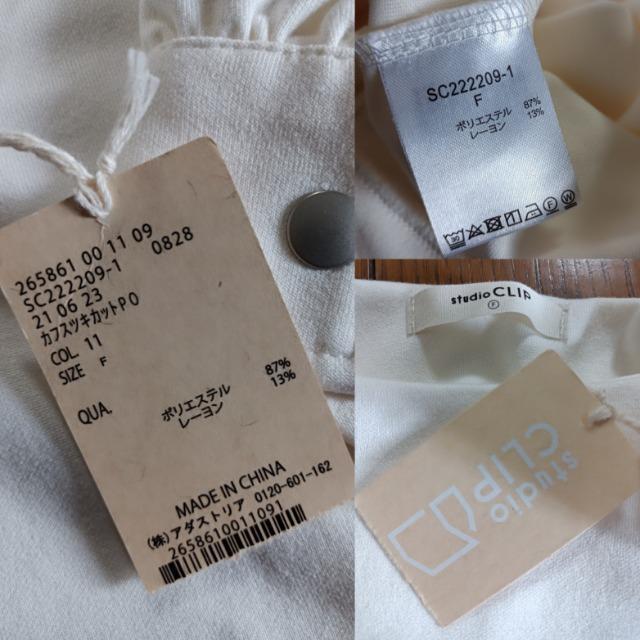 265861 00 11 09
SC222209-1 0828
21 06 23
カフスツキカットPO
COL 11
SIZE F
QUA. ポリエステル 87%
レーヨン 13%
MADE IN CHINA
(株)アダストリア 0120-601-162
2658610011091
SC222209-1
F
ポリエステル 87%
レーヨン 13%
studio CLIP
F
studio
CLIP